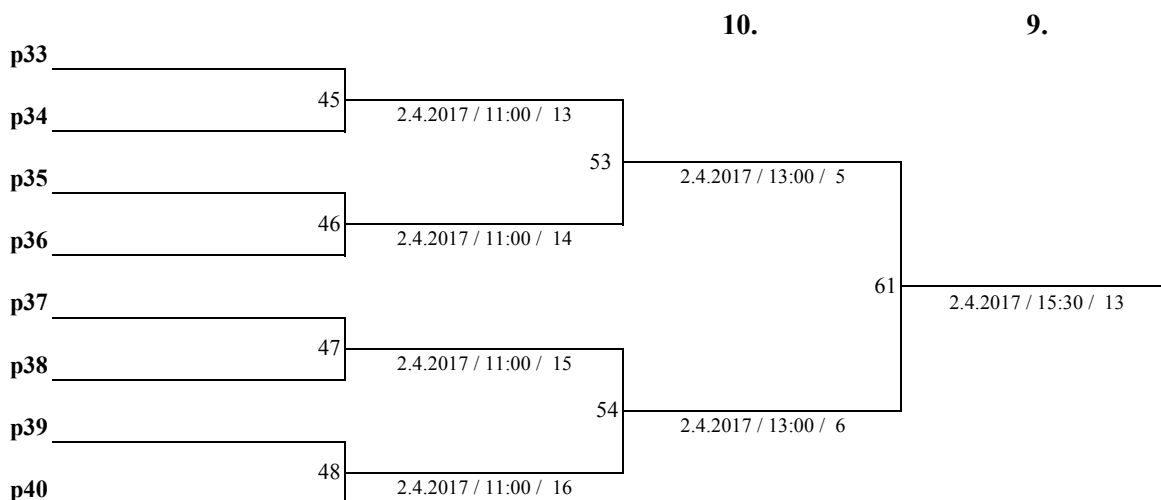 10. 9.
p33
p34
45
2.4.2017 / 11:00 / 13
p35
53
2.4.2017 / 13:00 / 5
p36
46
2.4.2017 / 11:00 / 14
61
2.4.2017 / 15:30 / 13
p37
p38
47
2.4.2017 / 11:00 / 15
p39
54
2.4.2017 / 13:00 / 6
p40
48
2.4.2017 / 11:00 / 16